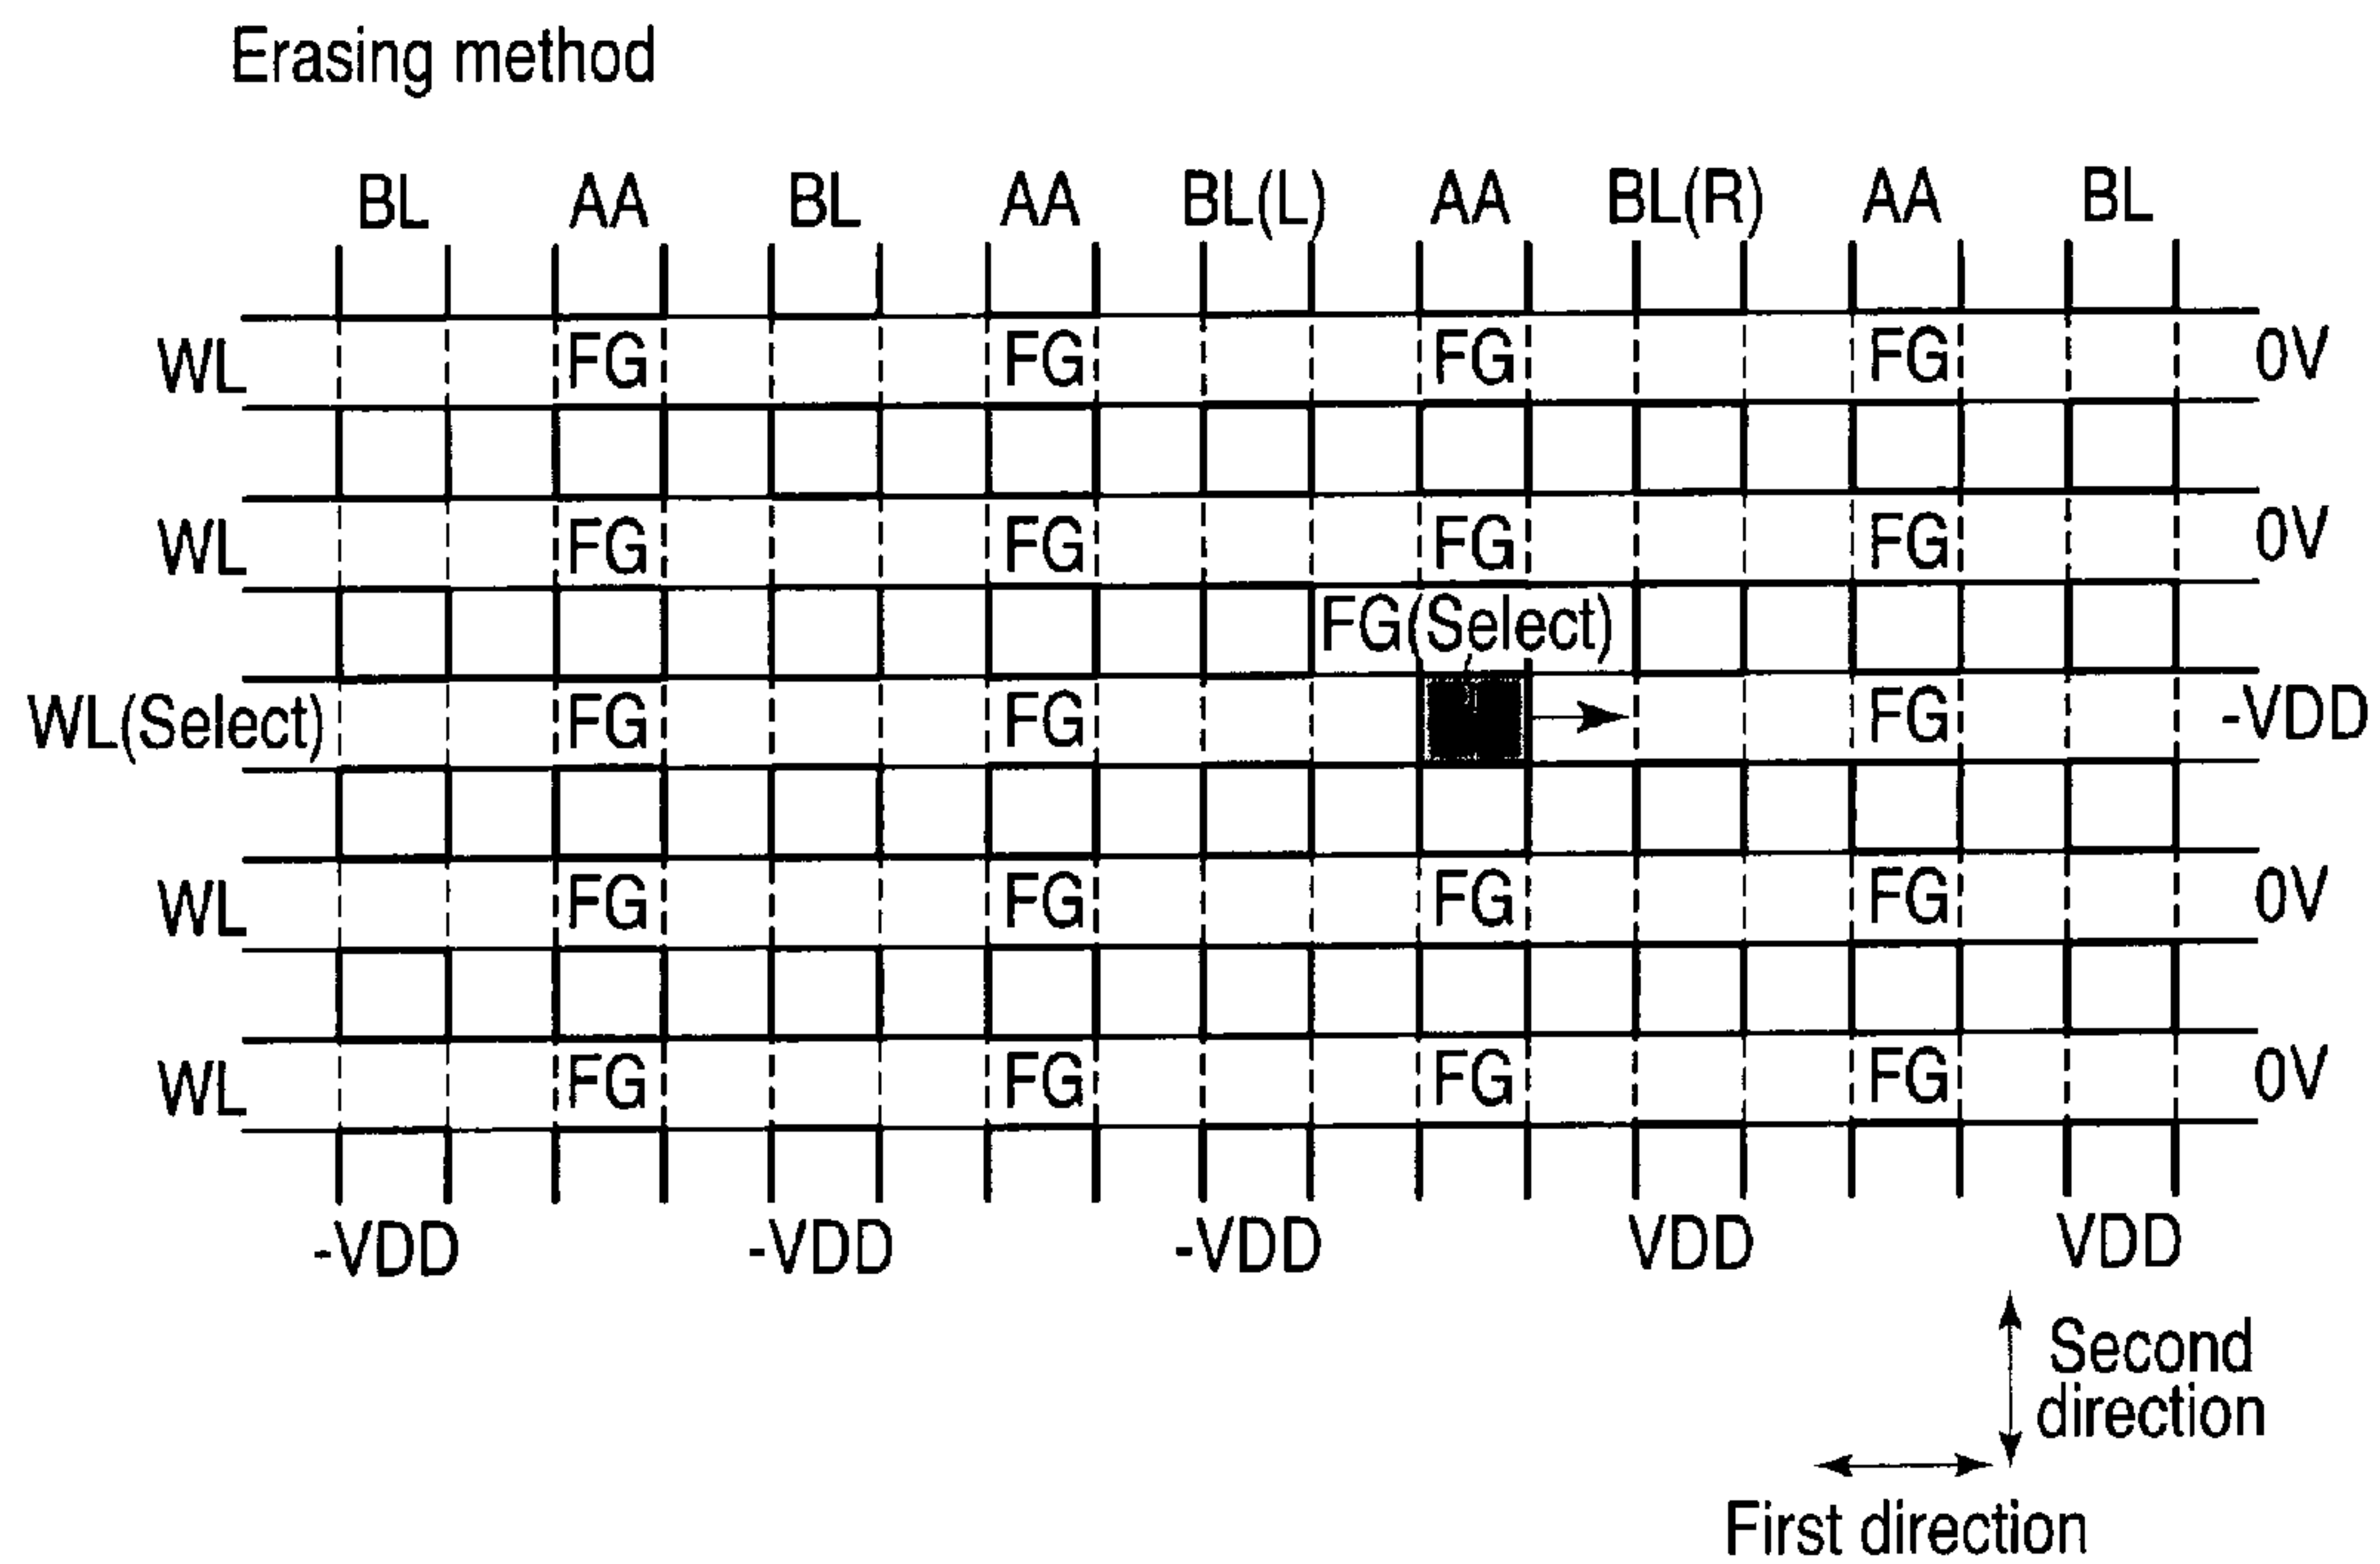 Erasing method
BL AA BL AA BL(L) AA BL(R) AA BL
WL FG FG FG FG 0V
WL FG FG FG FG 0V
FG(Select)
WL(Select) FG FG FG -VDD
WL FG FG FG FG 0V
WL FG FG FG FG 0V
-VDD -VDD -VDD VDD VDD
Second
direction
First direction